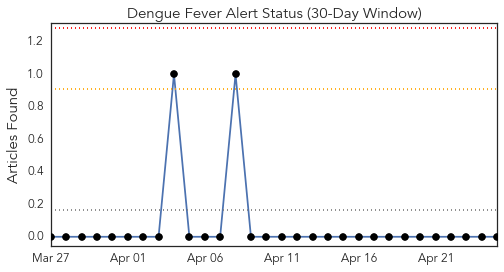 Dengue Fever Alert Status (30-Day Window)
Articles Found
1.2
1.0
0.8
0.6
0.4
0.2
0.0
Mar 27 Apr 01 Apr 06 Apr 11 Apr 16 Apr 21